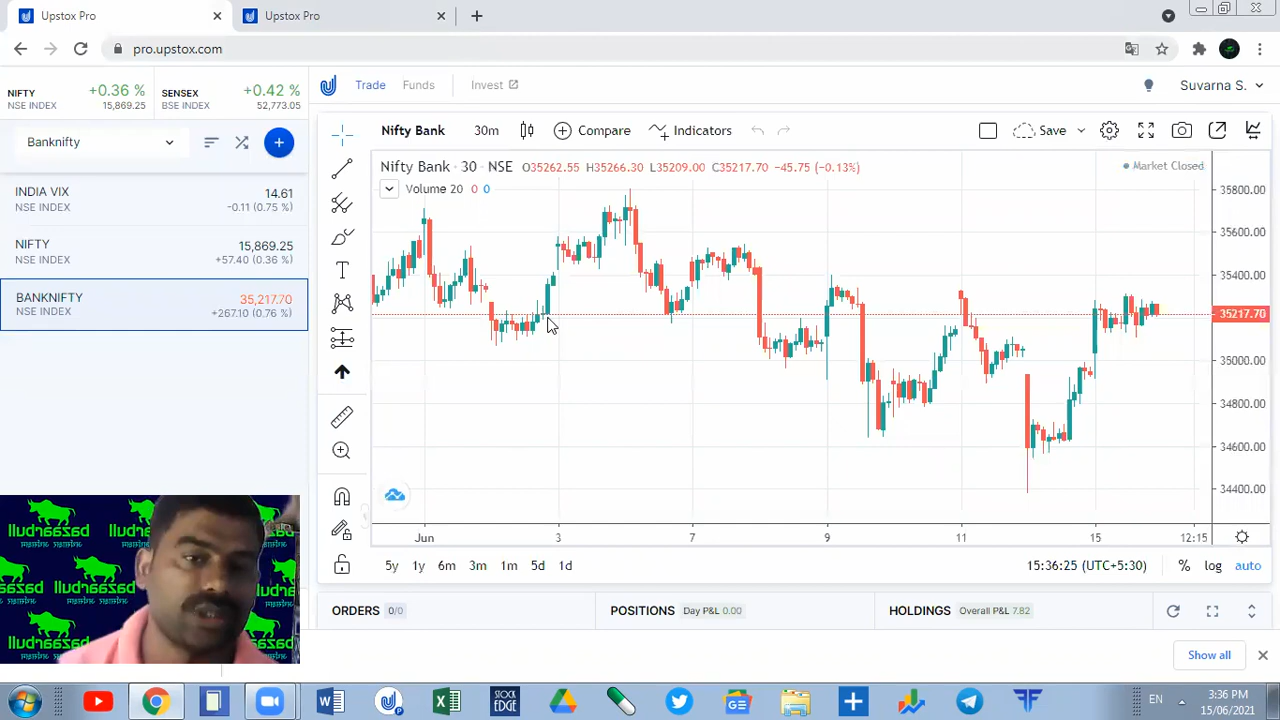 Upstox Pro
Upstox Pro
pro.upstox.com
NIFTY +0.36 %
NSE INDEX 15,869.25
SENSEX +0.42 %
BSE INDEX 52,773.05
Trade Funds Invest
Suvarna S.
Banknifty
INDIA VIX 14.61
NSE INDEX -0.11 (0.75 %)
NIFTY 15,869.25
NSE INDEX +57.40 (0.36 %)
BANKNIFTY 35,217.70
NSE INDEX +267.10 (0.76 %)
Nifty Bank 30m Compare Indicators Save
Nifty Bank · 30 · NSE O35262.55 H35266.30 L35209.00 C35217.70 -45.75 (-0.13%)
Market Closed
Volume 20 0 0
35800.00
35600.00
35400.00
35217.70
35000.00
34800.00
34600.00
34400.00
Jun 3 7 9 11 15 12:15
5y 1y 6m 3m 1m 5d 1d
15:36:25 (UTC+5:30) % log auto
ORDERS 0/0
POSITIONS Day P&L 0.00
HOLDINGS Overall P&L 7.82
Show all
bazaarbull
bazaarbull
bazaarbull
bazaarbull
STOCK
EDGE
EN
3:36 PM
15/06/2021